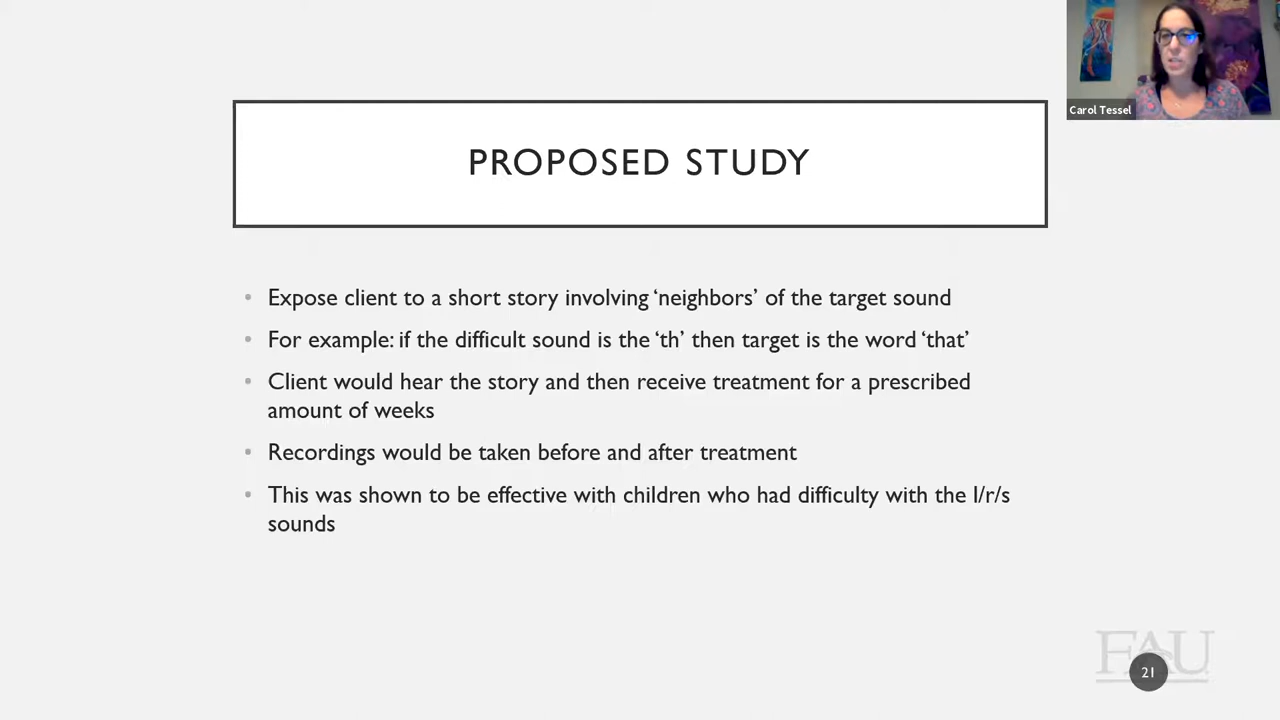 Carol Tessel
PROPOSED STUDY
• Expose client to a short story involving ‘neighbors’ of the target sound
• For example: if the difficult sound is the ‘th’ then target is the word ‘that’
• Client would hear the story and then receive treatment for a prescribed
amount of weeks
• Recordings would be taken before and after treatment
• This was shown to be effective with children who had difficulty with the l/r/s
sounds
FAU
21